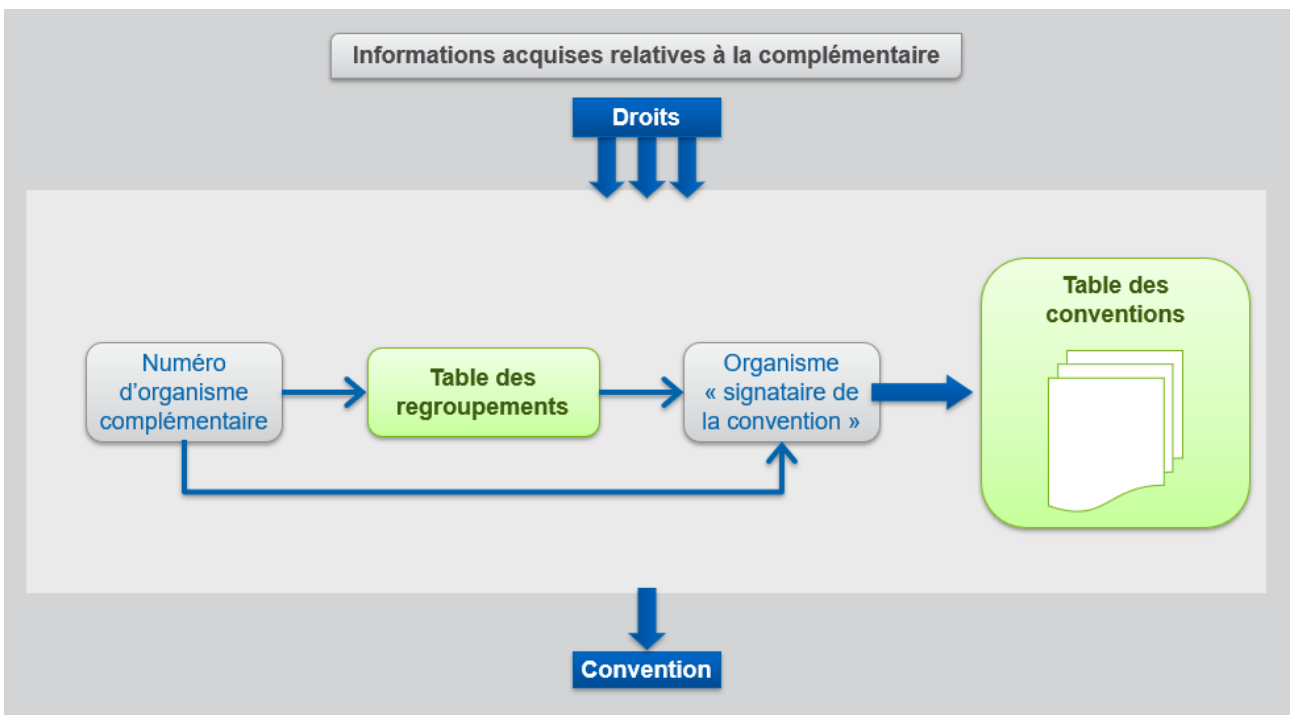 Informations acquises relatives à la complémentaire
Droits
Numéro
d’organisme
complémentaire
Table des
regroupements
Organisme
« signataire de
la convention »
Table des
conventions
Convention